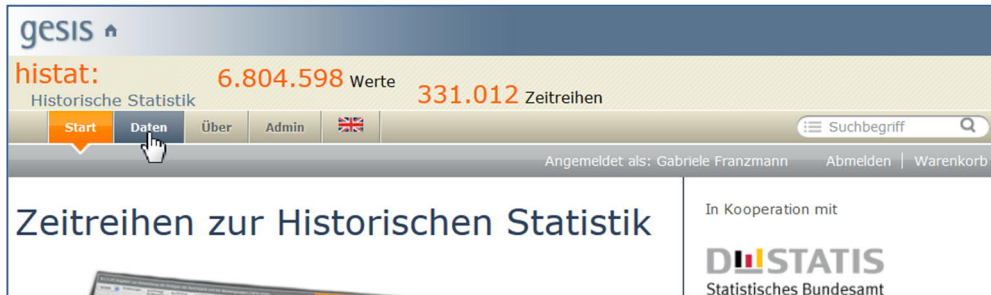 gesis
histat: 6.804.598 Werte 331.012 Zeitreihen
Historische Statistik
Start Daten Über Admin Suchbegriff
Angemeldet als: Gabriele Franzmann Abmelden | Warenkorb
Zeitreihen zur Historischen Statistik
In Kooperation mit
DESTATIS
Statistisches Bundesamt